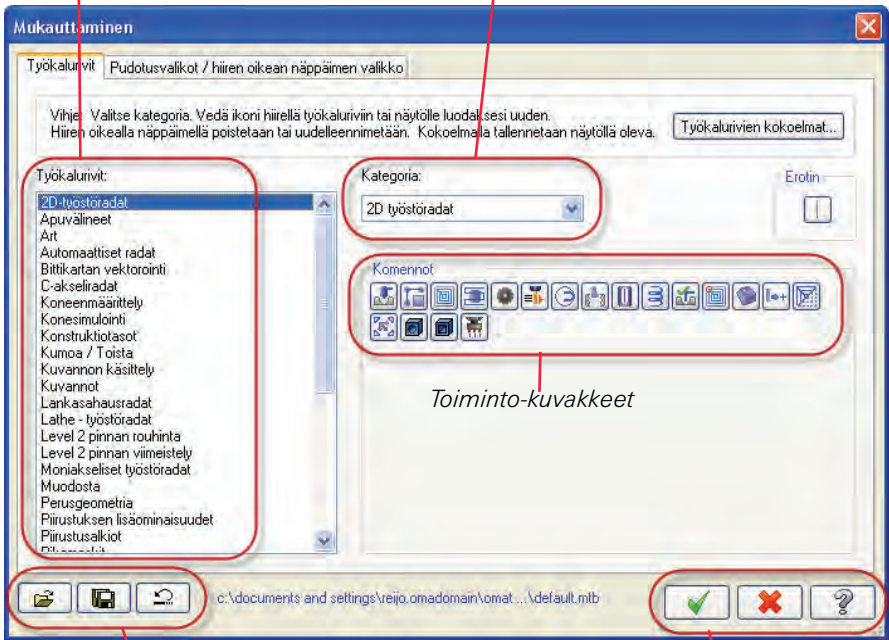 Mukauttaminen
Työkalurivit
Pudotusvalikot / hiiren oikean näppäimen valikko
Vihje: Valitse kategoria. Vedä ikoni hiirellä työkaluriviin tai näytölle luodaksesi uuden.
Hiiren oikealla näppäimellä poistetaan tai uudelleennimetään. Kokoelmalla tallennetaan näytöllä oleva.
Työkalurivien kokoelmat...
Työkalurivit:
Kategoria:
Erotin
2D-työstöradat
Apuvälineet
Art
Automaattiset radat
Bittikartan vektorointi
C-akseliradat
Koneenmäärittely
Konesimulointi
Konstruktiotasot
Kumoa / Toista
Kuvannon käsittely
Kuvannot
Lankasahausradat
Lathe - työstöradat
Level 2 pinnan rouhinta
Level 2 pinnan viimeistely
Moniakseliset työstöradat
Muodosta
Perusgeometria
Piirustuksen lisäominaisuudet
Piirustusalkiot
2D työstöradat
Komennot
Toiminto-kuvakkeet
c:\documents and settings\reijo.omadomain\omat ...\default.mtb